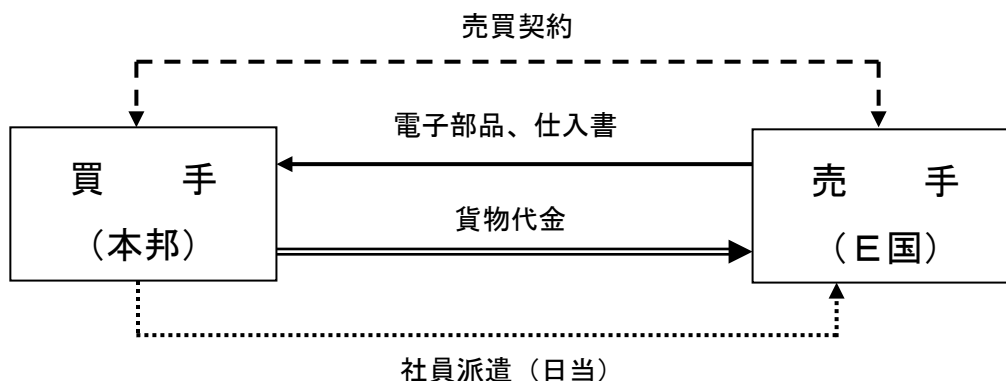 売買契約
電子部品、仕入書
買 手
(本邦)
売 手
(E国)
貨物代金
社員派遣(日当)